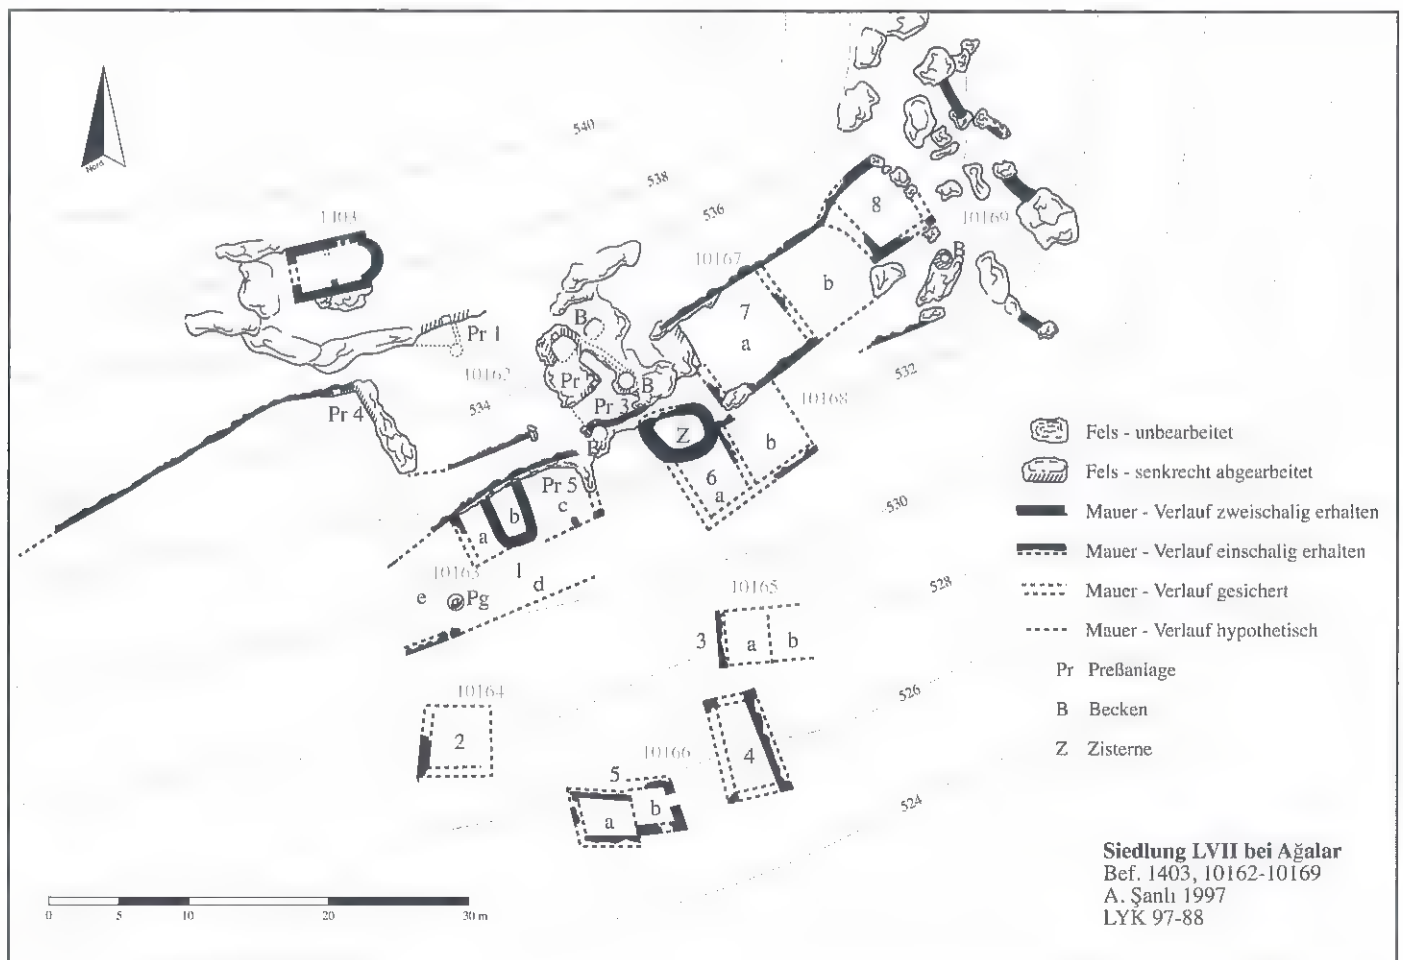 Nord
540
538
536
1403
10169
8
B
10167
b
7
B
a
Pr 1
532
10162
Pr
B
10168
534
Pr 3
Pr 4
Z
b
B
6
Pr 5
a
c
b
a
530
10163
1
d
e
Pg
10165
528
3
a
b
10164
526
2
10166
4
5
b
a
524
Fels - unbearbeitet
Fels - senkrecht abgearbeitet
Mauer - Verlauf zweischalig erhalten
Mauer - Verlauf einschalig erhalten
Mauer - Verlauf gesichert
Mauer - Verlauf hypothetisch
Pr Preßanlage
B Becken
Z Zisterne
Siedlung LVII bei Ağalar
Bef. 1403, 10162-10169
A. Şanlı 1997
LYK 97-88
0 5 10 20 30 m